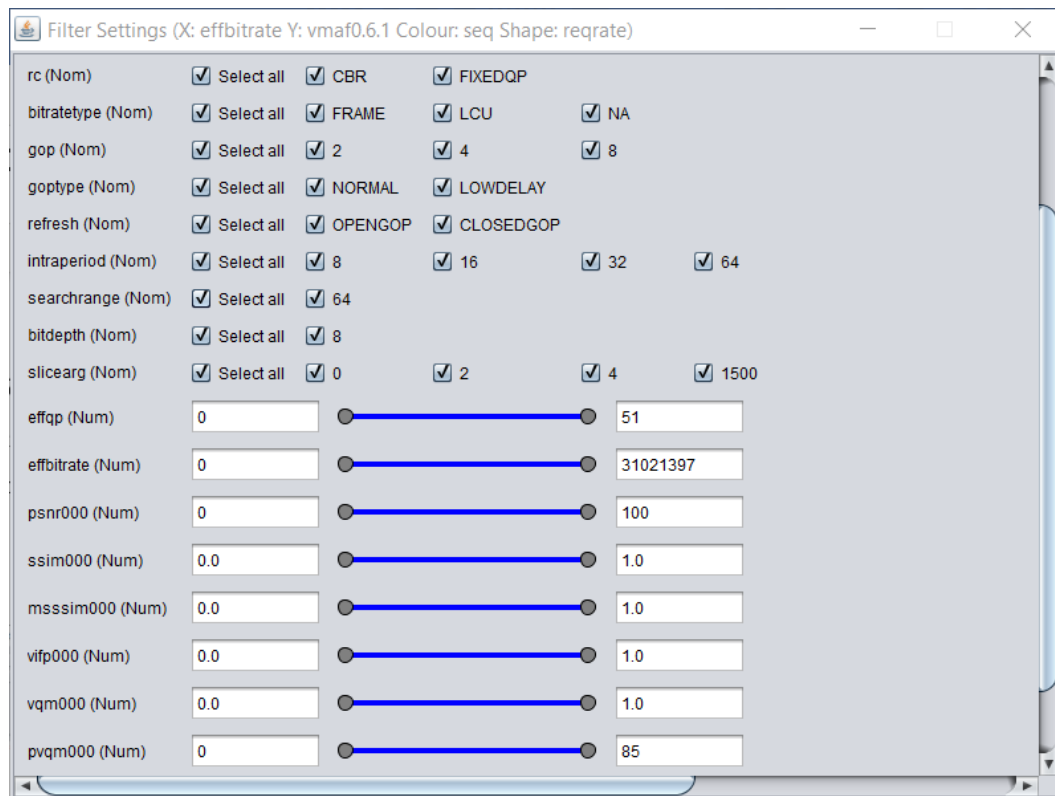 Filter Settings (X: effbitrate Y: vmaf0.6.1 Colour: seq Shape: reqrate)
rc (Nom) Select all CBR FIXEDQP
bitratetype (Nom) Select all FRAME LCU NA
gop (Nom) Select all 2 4 8
goptype (Nom) Select all NORMAL LOWDELAY
refresh (Nom) Select all OPENGOP CLOSEDGOP
intraperiod (Nom) Select all 8 16 32 64
searchrange (Nom) Select all 64
bitdepth (Nom) Select all 8
slicearg (Nom) Select all 0 2 4 1500
effqp (Num) 0 51
effbitrate (Num) 0 31021397
psnr000 (Num) 0 100
ssim000 (Num) 0.0 1.0
msssim000 (Num) 0.0 1.0
vifp000 (Num) 0.0 1.0
vqm000 (Num) 0.0 1.0
pvqm000 (Num) 0 85